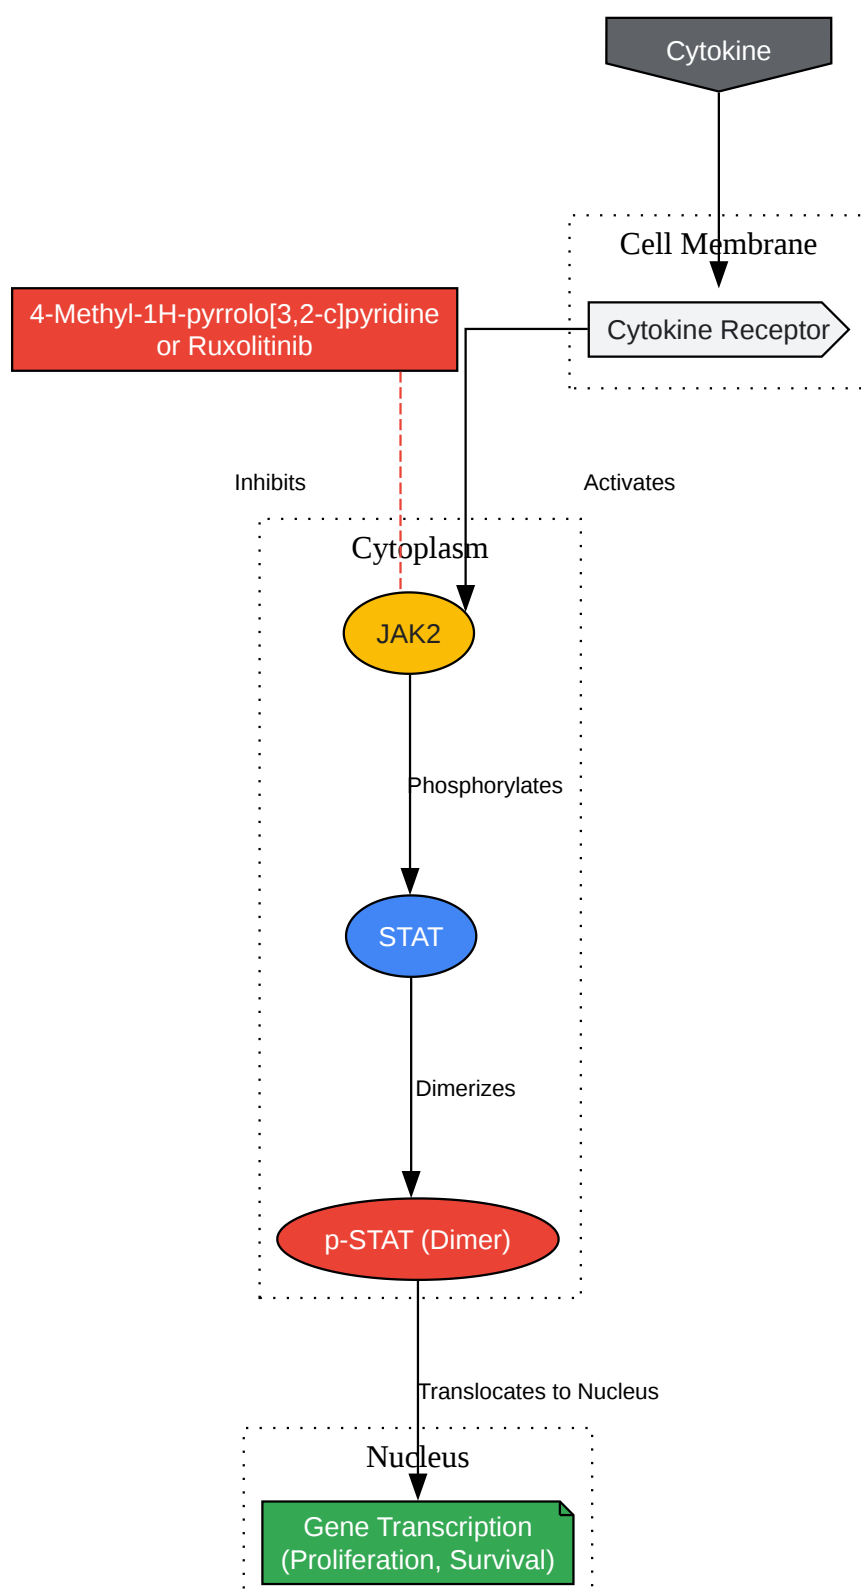 Cytokine
Cell Membrane
4-Methyl-1H-pyrrolo[3,2-c]pyridine
or Ruxolitinib
Cytokine Receptor
Inhibits
Activates
Cytoplasm
JAK2
Phosphorylates
STAT
Dimerizes
p-STAT (Dimer)
Translocates to Nucleus
Nucleus
Gene Transcription
(Proliferation, Survival)